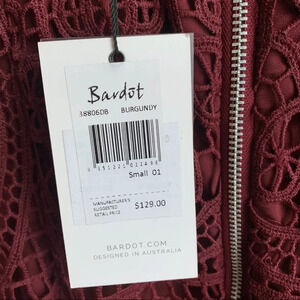 Bardot
38806DB BURGUNDY
Small 01
MANUFACTURER'S
SUGGESTED
RETAIL PRICE
$129.00
BARDOT.COM
DESIGNED IN AUSTRALIA